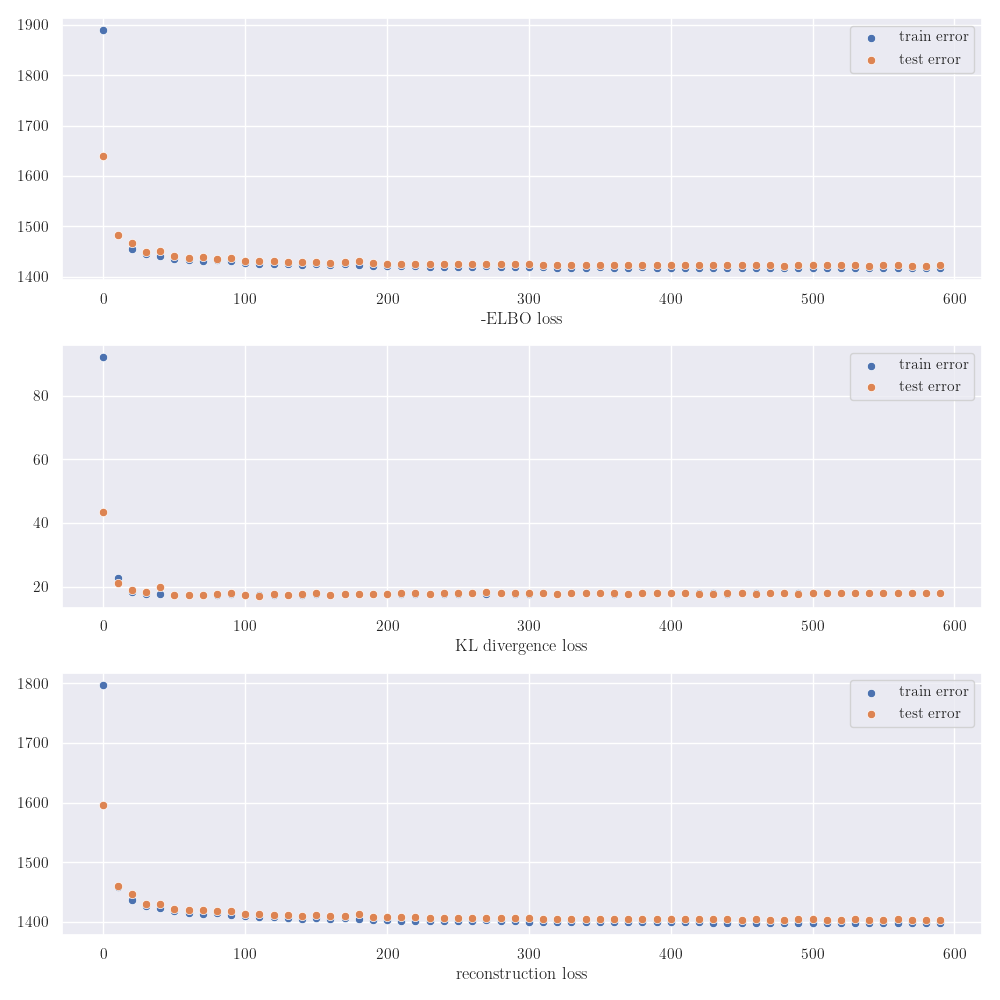 1900
train error
test error
1800
1700
1600
1500
1400
0 100 200 300 400 500 600
-ELBO loss
train error
test error
80
60
40
20
0 100 200 300 400 500 600
KL divergence loss
1800
train error
test error
1700
1600
1500
1400
0 100 200 300 400 500 600
reconstruction loss